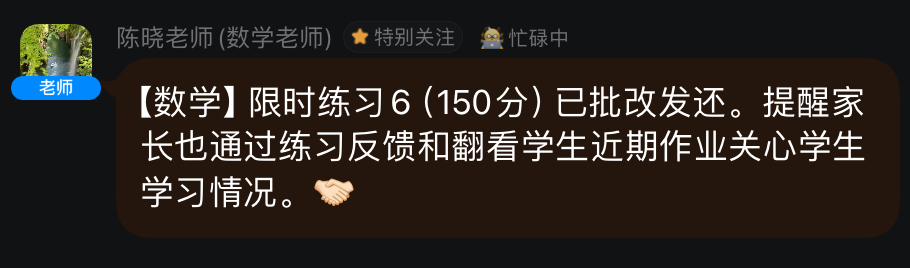 陈晓老师(数学老师) 特别关注 忙碌中
老师
【数学】限时练习6（150分）已批改发还。提醒家
长也通过练习反馈和翻看学生近期作业关心学生
学习情况。🤝🏻